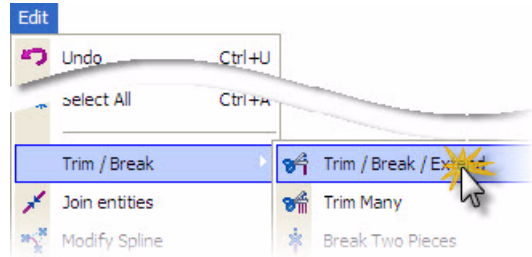 Edit
Undo Ctrl+U
Select All Ctrl+A
Trim / Break Trim / Break / Extend
Join entities Trim Many
Modify Spline Break Two Pieces